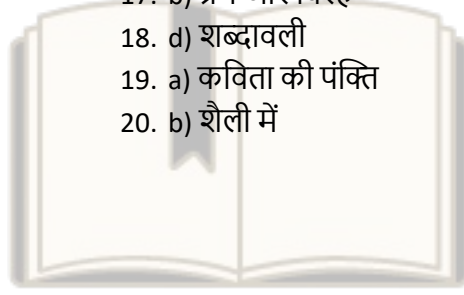 18. d) शब्दावली
19. a) कविता की पंक्ति
20. b) शैली में